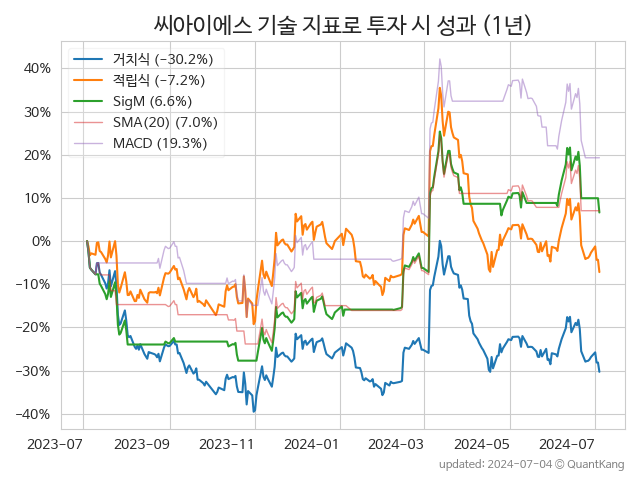 씨아이에스 기술 지표로 투자 시 성과 (1년)
거치식 (−30.2%)
적립식 (−7.2%)
SigM (6.6%)
SMA(20) (7.0%)
MACD (19.3%)
40%
30%
20%
10%
0%
−10%
−20%
−30%
−40%
2023-07 2023-09 2023-11 2024-01 2024-03 2024-05 2024-07
updated: 2024-07-04 ⓒ QuantKang